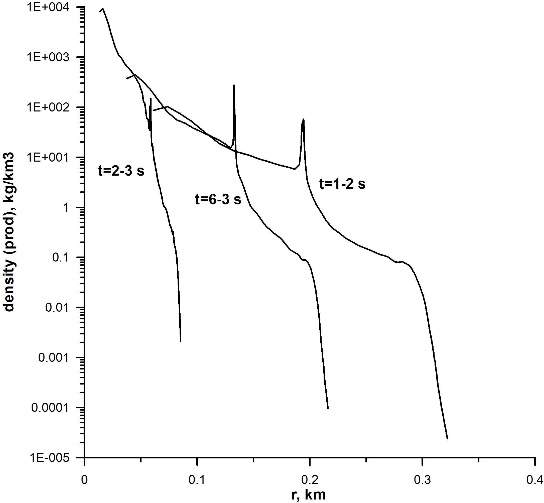 1E+004
1E+003
1E+002
1E+001
1
0.1
0.01
0.001
0.0001
1E-005
density (prod), kg/km3
t=2-3 s
t=6-3 s
t=1-2 s
0
0.1
0.2
0.3
0.4
r, km